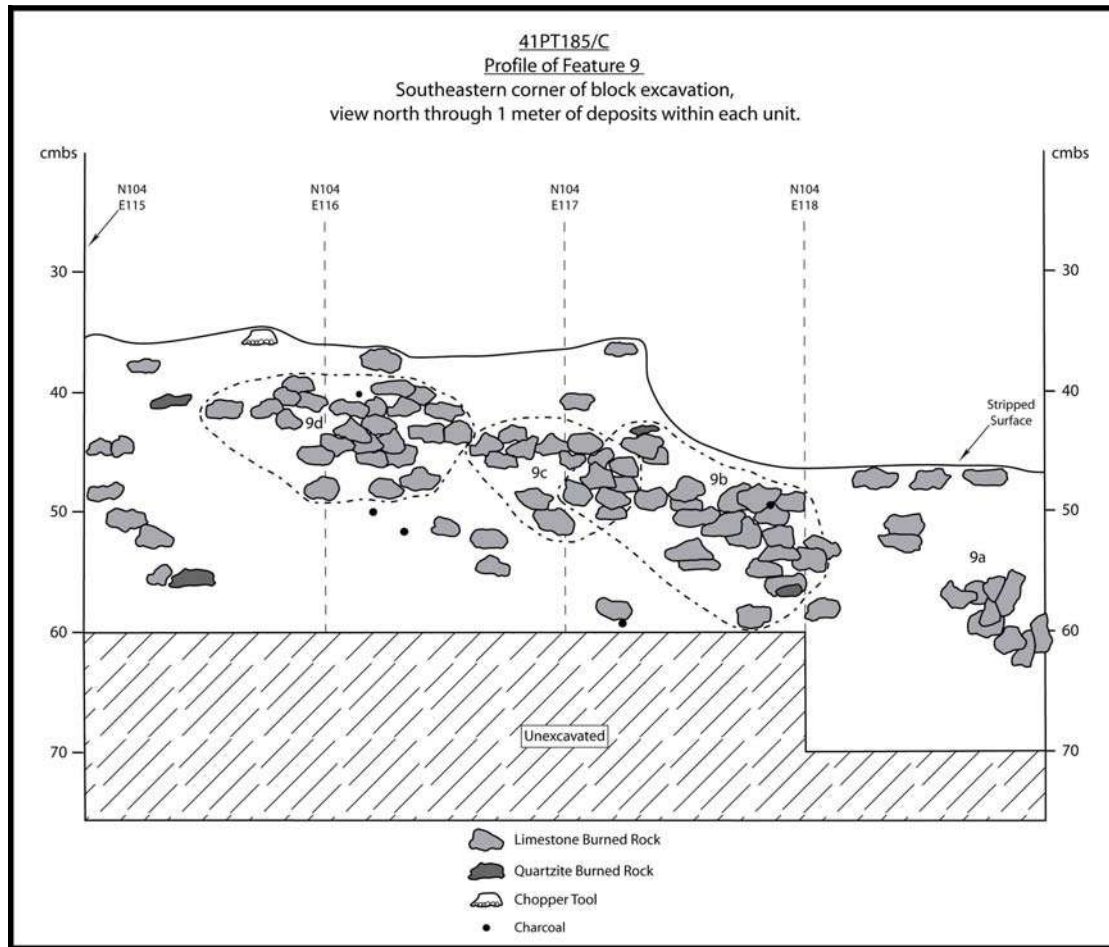 41PT185/C
Profile of Feature 9
Southeastern corner of block excavation,
view north through 1 meter of deposits within each unit.
cmbs
cmbs
N104
E115
N104
E116
N104
E117
N104
E118
30
30
40
40
Stripped
Surface
9d
9c
9b
50
50
9a
60
60
Unexcavated
70
70
Limestone Burned Rock
Quartzite Burned Rock
Chopper Tool
Charcoal